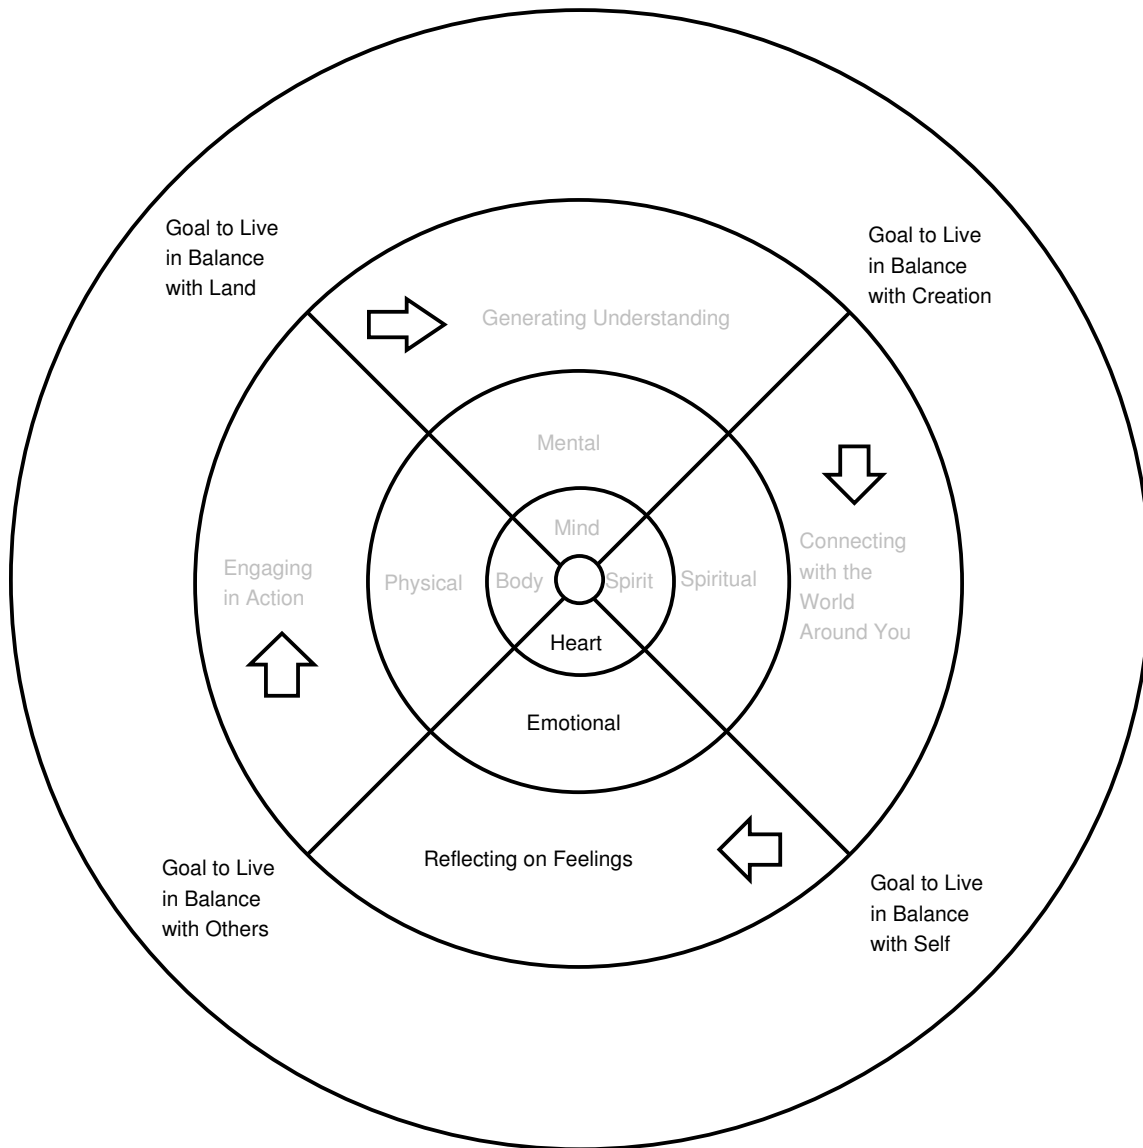 Goal to Live
in Balance
with Land
Goal to Live
in Balance
with Creation
Generating Understanding
Mental
Mind
Engaging
in Action
Physical
Body
Spirit
Spiritual
Connecting
with the
World
Around You
Heart
Emotional
Reflecting on Feelings
Goal to Live
in Balance
with Others
Goal to Live
in Balance
with Self